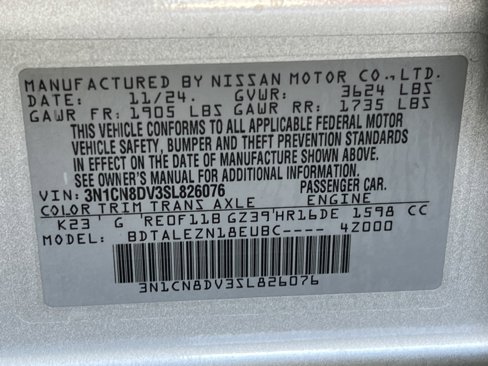 MANUFACTURED BY NISSAN MOTOR CO., LTD.
DATE: 11/24. GVWR: 3624 LBS
GAWR FR: 1905 LBS GAWR RR: 1735 LBS
THIS VEHICLE CONFORMS TO ALL APPLICABLE FEDERAL MOTOR
VEHICLE SAFETY, BUMPER AND THEFT PREVENTION STANDARDS
IN EFFECT ON THE DATE OF MANUFACTURE SHOWN ABOVE.
SEE OWNER'S MANUAL FOR ADDITIONAL INFORMATION.
VIN: 3N1CN8DV3SL826076 PASSENGER CAR.
COLOR TRIM TRANS AXLE ENGINE
K23 G RE0F11B GZ39 HR16DE 1598 CC
MODEL: BDTALEZN18EUBC---- 4Z000
3N1CN8DV3SL826076